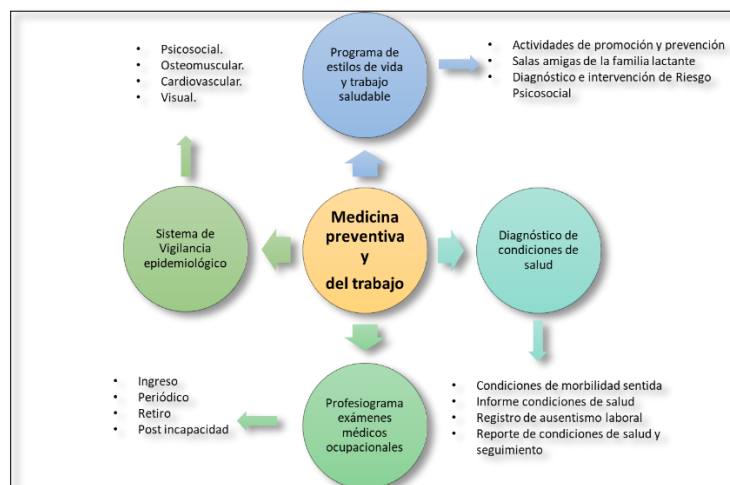 • Psicosocial.
• Osteomuscular.
• Cardiovascular.
• Visual.
Programa de
estilos de vida
y trabajo
saludable
• Actividades de promoción y prevención
• Salas amigas de la familia lactante
• Diagnóstico e intervención de Riesgo
Psicosocial
Sistema de
Vigilancia
epidemiológico
Medicina
preventiva
y
del trabajo
Diagnóstico de
condiciones de
salud
• Ingreso
• Periódico
• Retiro
• Post incapacidad
Profesiograma
exámenes
médicos
ocupacionales
• Condiciones de morbilidad sentida
• Informe condiciones de salud
• Registro de ausentismo laboral
• Reporte de condiciones de salud y
seguimiento